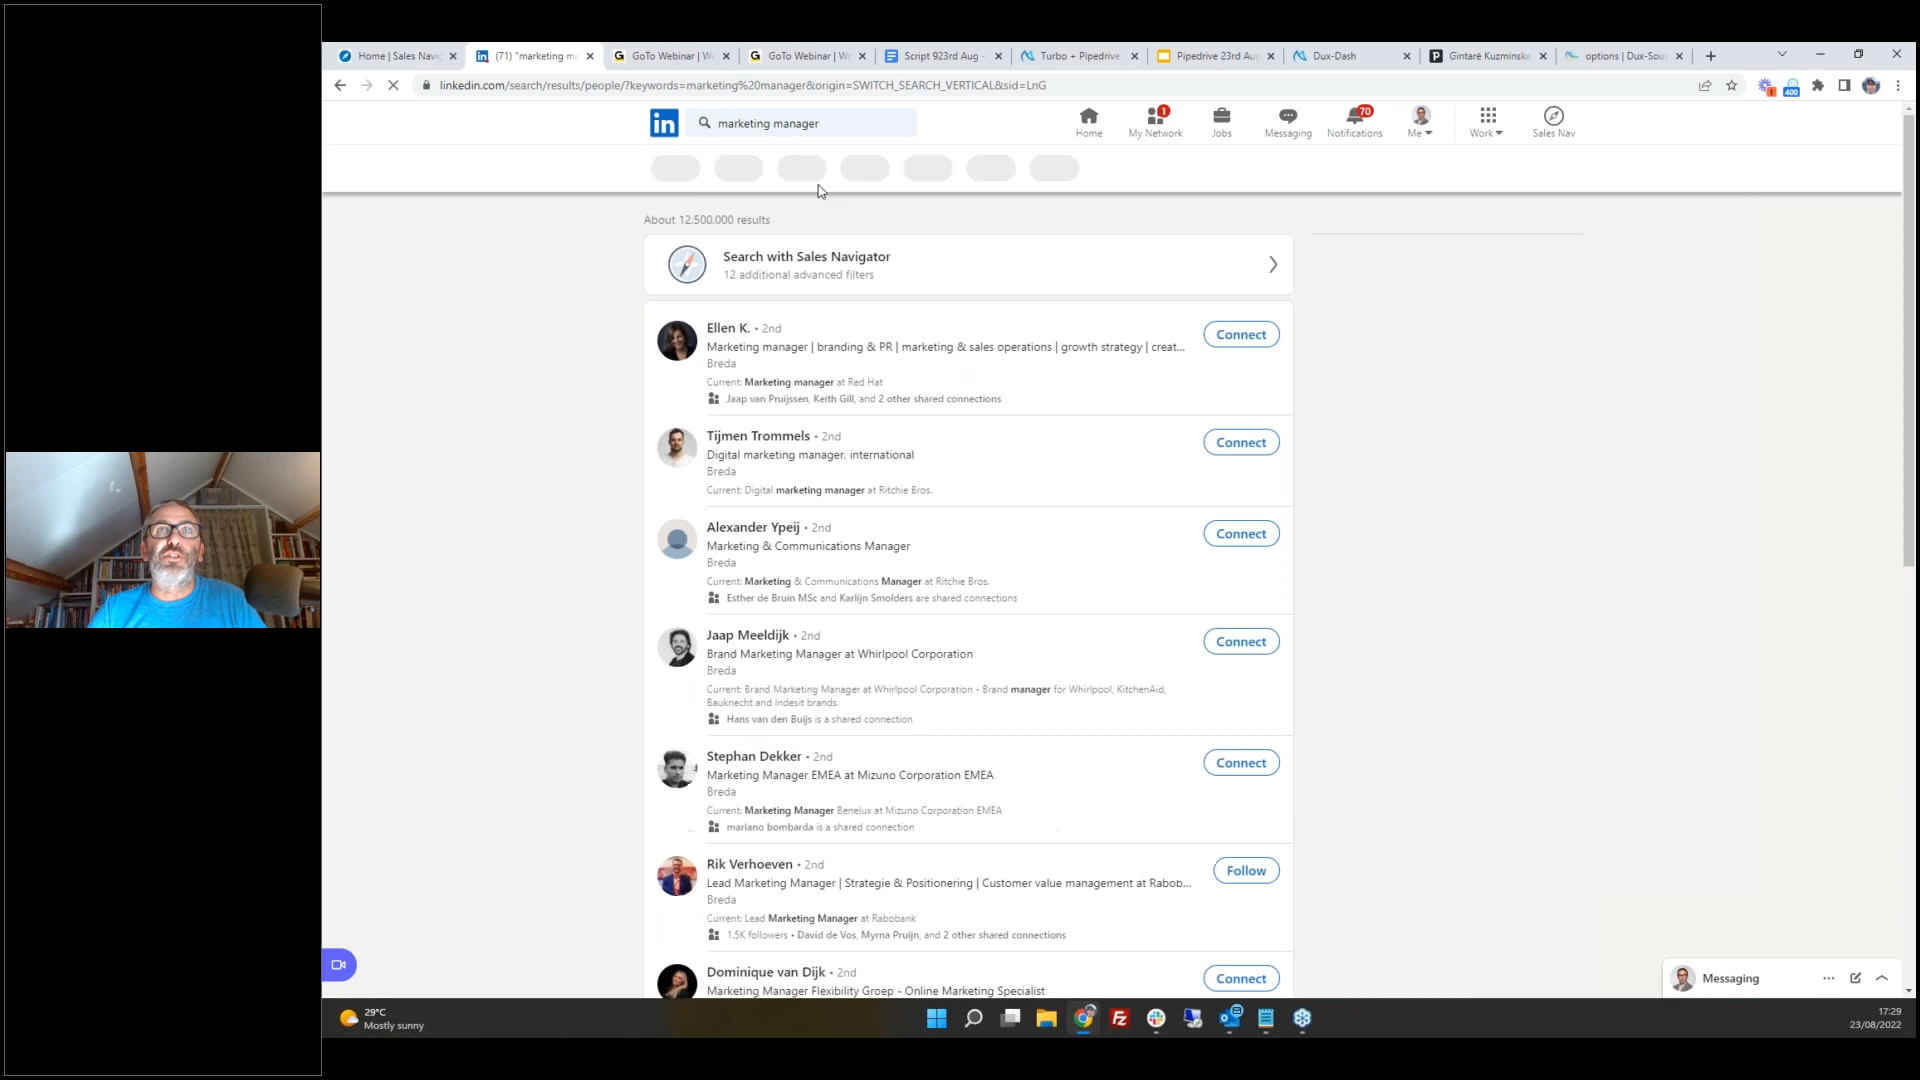 Home | Sales Navig
(71) "marketing ma
GoTo Webinar | W
GoTo Webinar | W
Script 923rd Aug -
Turbo + Pipedrive
Pipedrive 23rd Aug
Dux-Dash
Gintaré Kuzminska
options | Dux-Sou
linkedin.com/search/results/people/?keywords=marketing%20manager&origin=SWITCH_SEARCH_VERTICAL&sid=LnG
1
400
in
marketing manager
Home
1
My Network
Jobs
Messaging
70
Notifications
Me
Work
Sales Nav
About 12,500,000 results
Search with Sales Navigator
12 additional advanced filters
Ellen K. • 2nd
Marketing manager | branding & PR | marketing & sales operations | growth strategy | creat...
Breda
Current: Marketing manager at Red Hat
Jaap van Pruijssen, Keith Gill, and 2 other shared connections
Connect
Tijmen Trommels • 2nd
Digital marketing manager, international
Breda
Current: Digital marketing manager at Ritchie Bros.
Connect
Alexander Ypeij • 2nd
Marketing & Communications Manager
Breda
Current: Marketing & Communications Manager at Ritchie Bros.
Esther de Bruin MSc and Karlijn Smolders are shared connections
Connect
Jaap Meeldijk • 2nd
Brand Marketing Manager at Whirlpool Corporation
Breda
Current: Brand Marketing Manager at Whirlpool Corporation - Brand manager for Whirlpool, KitchenAid,
Bauknecht and Indesit brands.
Hans van den Buijs is a shared connection
Connect
Stephan Dekker • 2nd
Marketing Manager EMEA at Mizuno Corporation EMEA
Breda
Current: Marketing Manager Benelux at Mizuno Corporation EMEA
mariano bombarda is a shared connection
Connect
Rik Verhoeven • 2nd
Lead Marketing Manager | Strategie & Positionering | Customer value management at Rabob...
Breda
Current: Lead Marketing Manager at Rabobank
1.5K followers • David de Vos, Myrna Pruijn, and 2 other shared connections
Follow
Dominique van Dijk • 2nd
Marketing Manager Flexibility Groep - Online Marketing Specialist
Connect
Messaging
29°C
Mostly sunny
17:29
23/08/2022